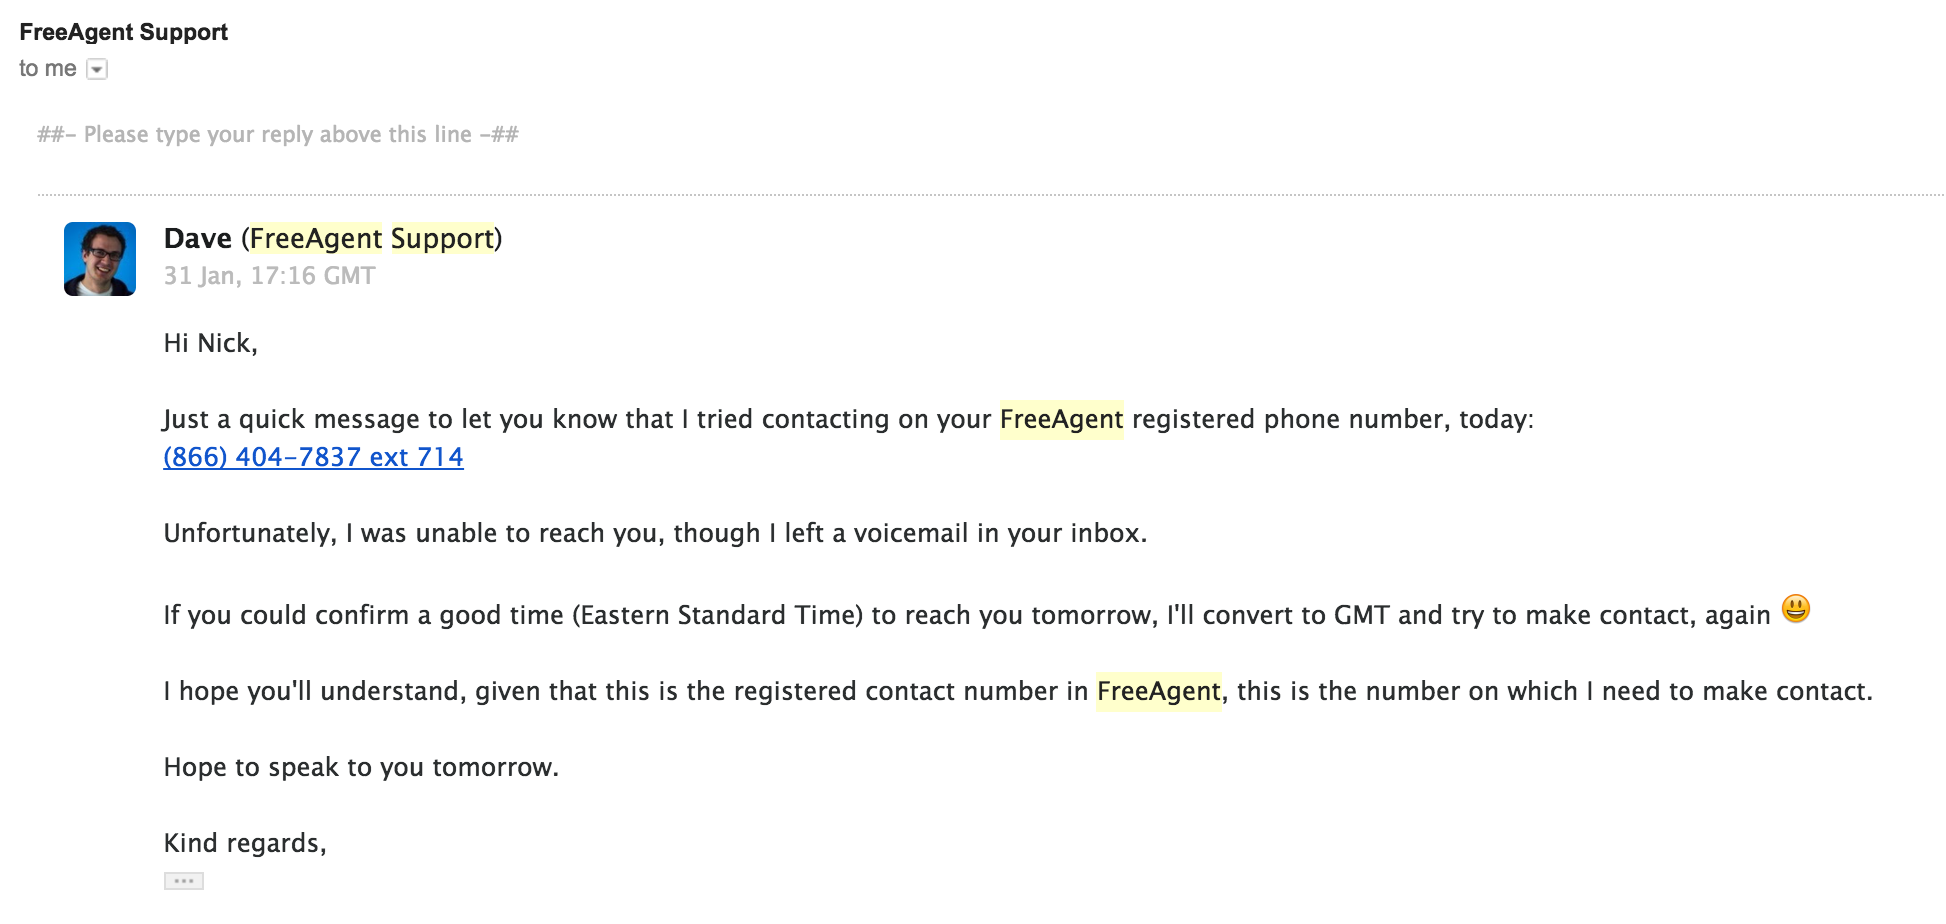 FreeAgent Support
to me
##- Please type your reply above this line -##
Dave (FreeAgent Support)
31 Jan, 17:16 GMT
Hi Nick,
Just a quick message to let you know that I tried contacting on your FreeAgent registered phone number, today:
(866) 404-7837 ext 714
Unfortunately, I was unable to reach you, though I left a voicemail in your inbox.
If you could confirm a good time (Eastern Standard Time) to reach you tomorrow, I'll convert to GMT and try to make contact, again 😃
I hope you'll understand, given that this is the registered contact number in FreeAgent, this is the number on which I need to make contact.
Hope to speak to you tomorrow.
Kind regards,